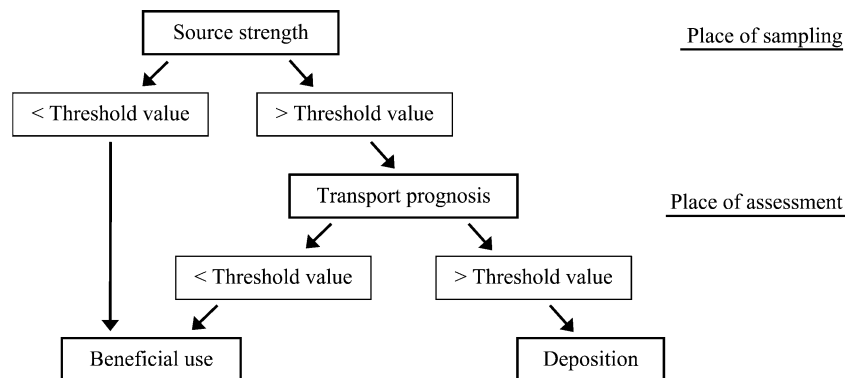 Source strength
Place of sampling
< Threshold value
> Threshold value
Transport prognosis
Place of assessment
< Threshold value
> Threshold value
Beneficial use
Deposition